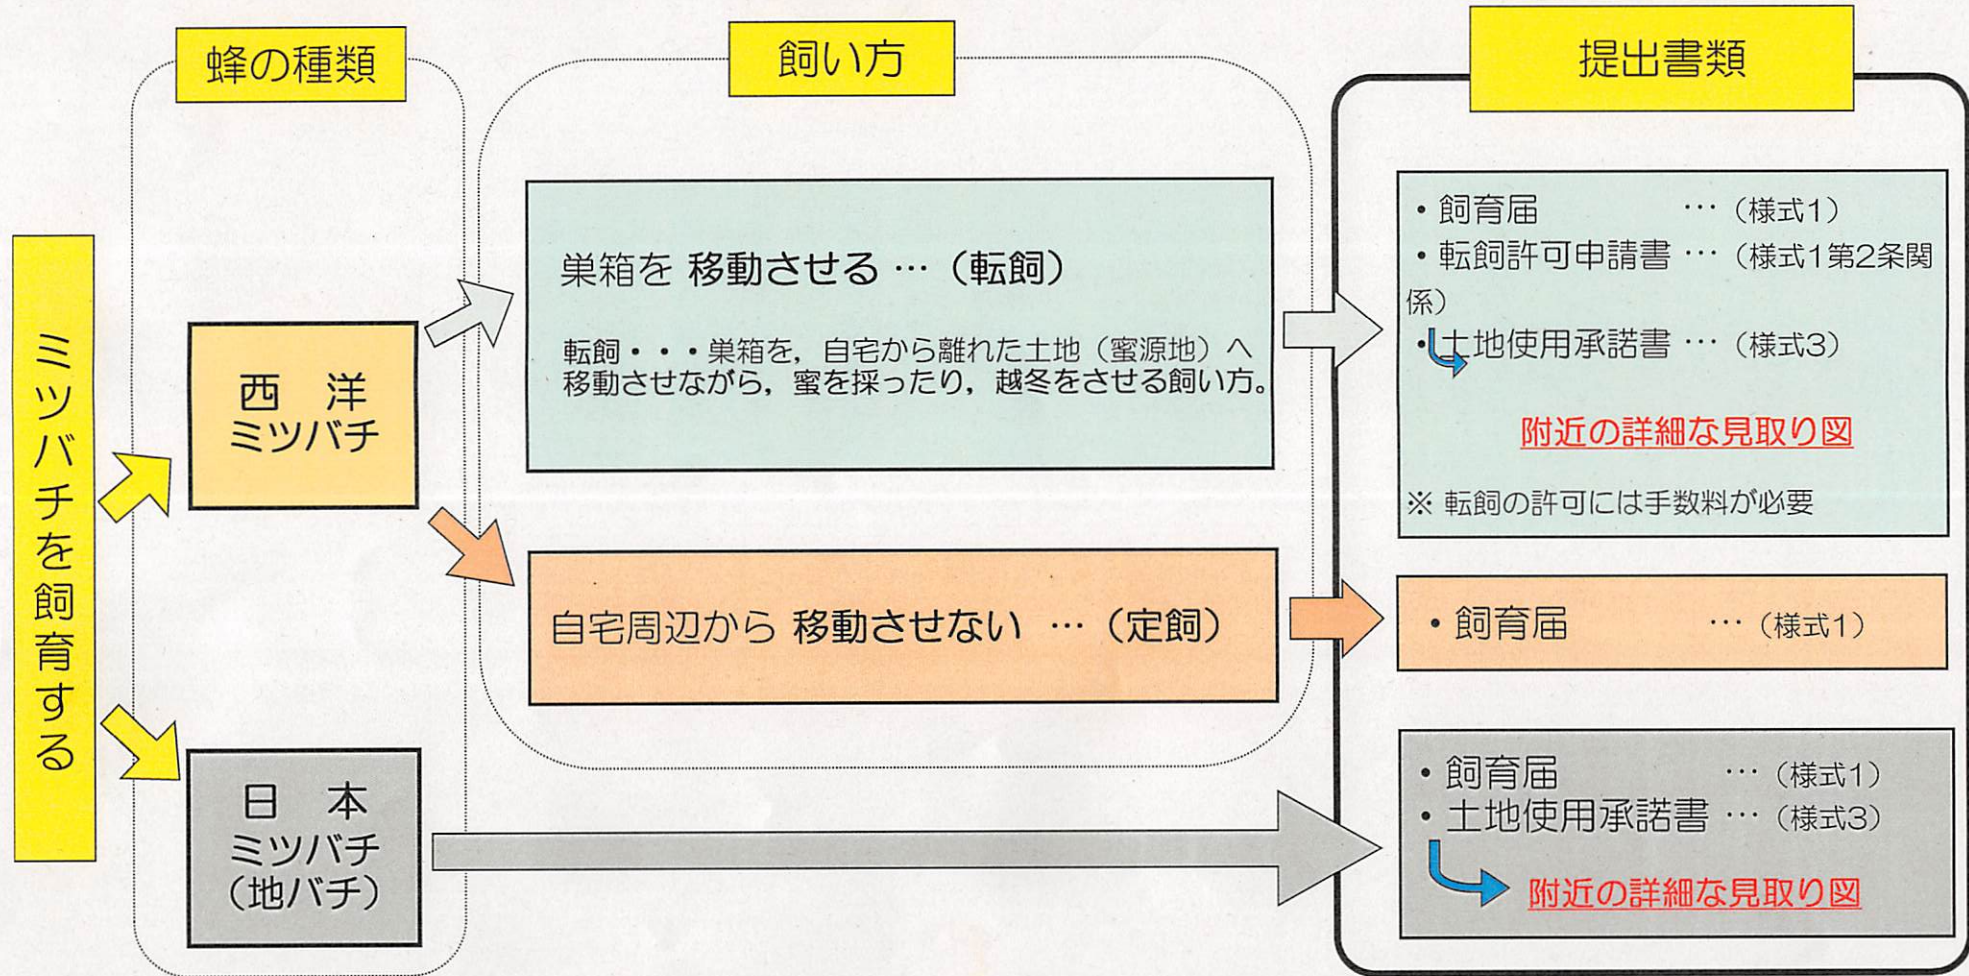 蜂の種類
飼い方
提出書類
ミツバチを飼育する
西 洋
ミツバチ
日 本
ミツバチ
(地バチ)
巣箱を 移動させる … (転飼)
転飼・・・巣箱を,自宅から離れた土地(蜜源地)へ
移動させながら,蜜を採ったり,越冬をさせる飼い方。
自宅周辺から 移動させない … (定飼)
・飼育届 … (様式1)
・転飼許可申請書 … (様式1第2条関
係)
・土地使用承諾書 … (様式3)
附近の詳細な見取り図
※ 転飼の許可には手数料が必要
・飼育届 … (様式1)
・飼育届 … (様式1)
・土地使用承諾書 … (様式3)
附近の詳細な見取り図